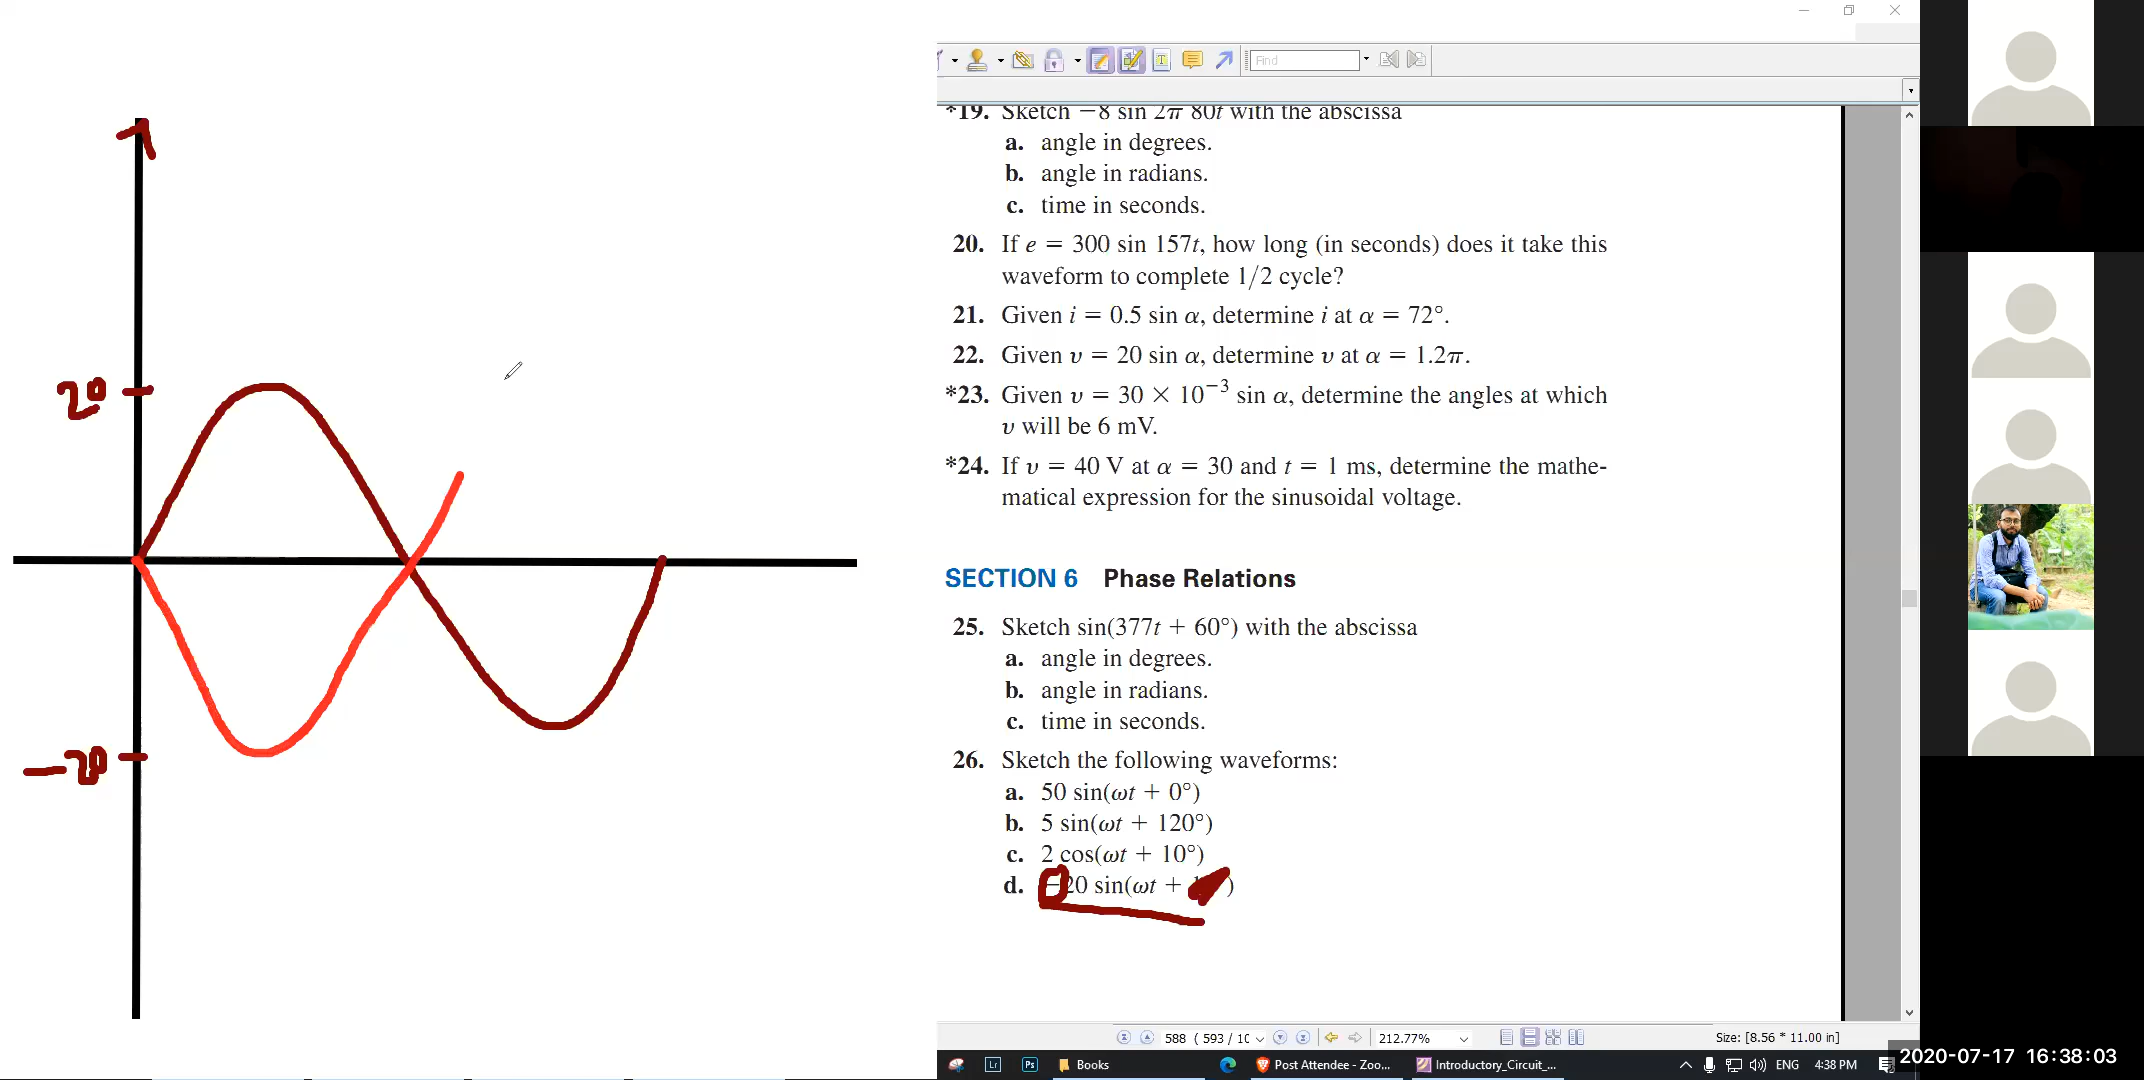 20
-20
Find
*19. Sketch −8 sin 2π 80t with the abscissa
a. angle in degrees.
b. angle in radians.
c. time in seconds.
20. If e = 300 sin 157t, how long (in seconds) does it take this
waveform to complete 1/2 cycle?
21. Given i = 0.5 sin α, determine i at α = 72°.
22. Given υ = 20 sin α, determine υ at α = 1.2π.
*23. Given υ = 30 × 10⁻³ sin α, determine the angles at which
υ will be 6 mV.
*24. If υ = 40 V at α = 30 and t = 1 ms, determine the mathe-
matical expression for the sinusoidal voltage.
SECTION 6 Phase Relations
25. Sketch sin(377t + 60°) with the abscissa
a. angle in degrees.
b. angle in radians.
c. time in seconds.
26. Sketch the following waveforms:
a. 50 sin(ωt + 0°)
b. 5 sin(ωt + 120°)
c. 2 cos(ωt + 10°)
d. −20 sin(ωt + )
588 ( 593 / 10
212.77%
Size: [8.56 * 11.00 in]
Lr
Ps
Books
Post Attendee - Zoo...
Introductory_Circuit_...
ENG
4:38 PM
2020-07-17 16:38:03